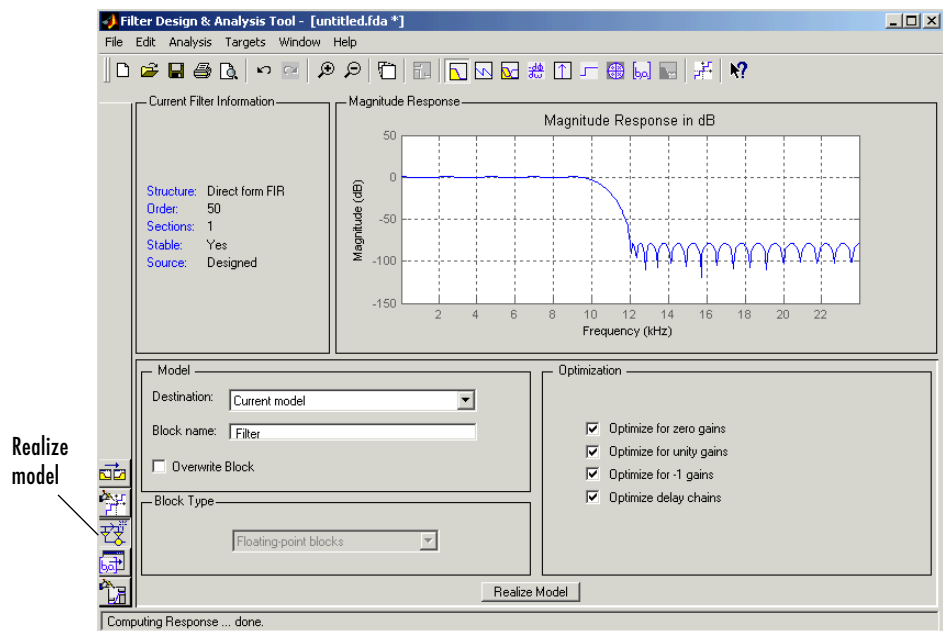 Filter Design & Analysis Tool - [untitled.fda *]
File Edit Analysis Targets Window Help
Current Filter Information
Structure: Direct form FIR
Order: 50
Sections: 1
Stable: Yes
Source: Designed
Magnitude Response
Magnitude Response in dB
50
0
-50
-100
-150
Magnitude (dB)
2 4 6 8 10 12 14 16 18 20 22
Frequency (kHz)
Model
Destination: Current model
Block name: Filter
Overwrite Block
Block Type
Floating-point blocks
Optimization
Optimize for zero gains
Optimize for unity gains
Optimize for -1 gains
Optimize delay chains
Realize
model
Realize Model
Computing Response ... done.